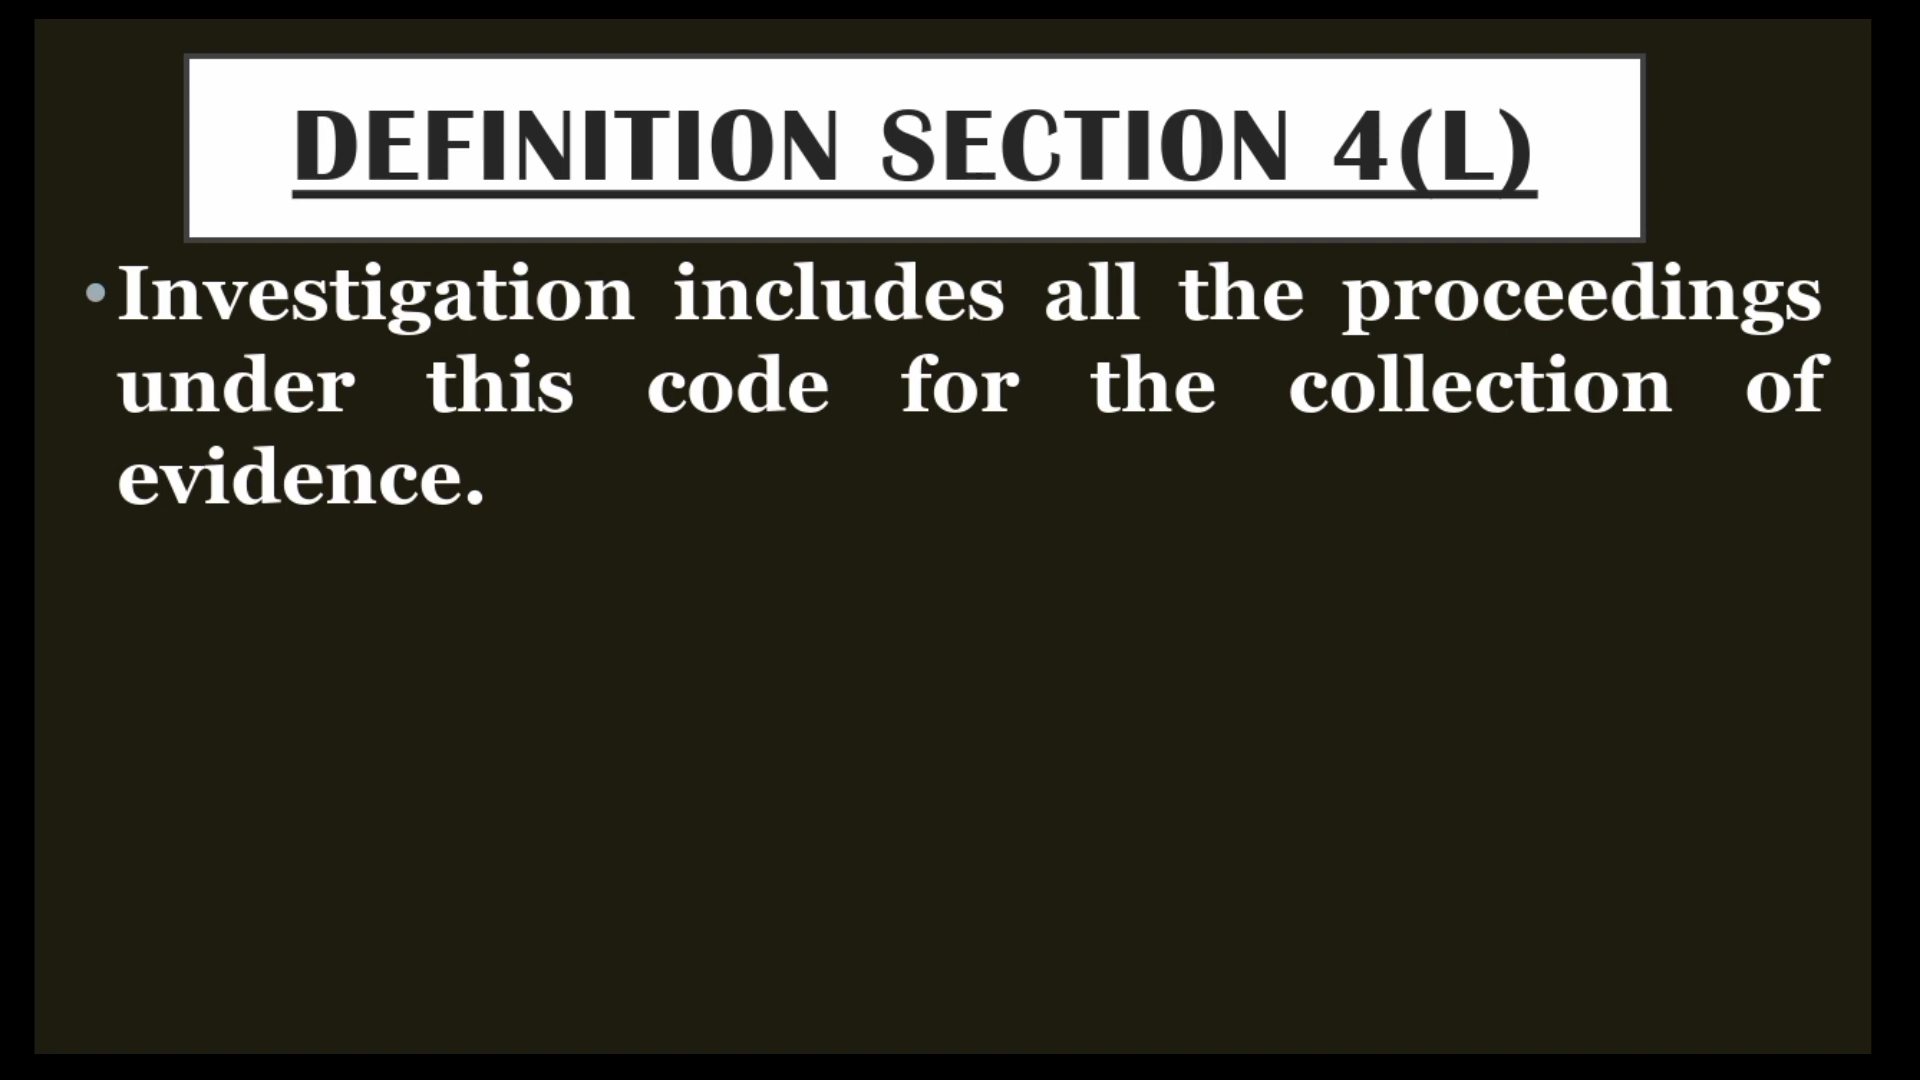 DEFINITION SECTION 4(L)
• Investigation includes all the proceedings
under this code for the collection of
evidence.